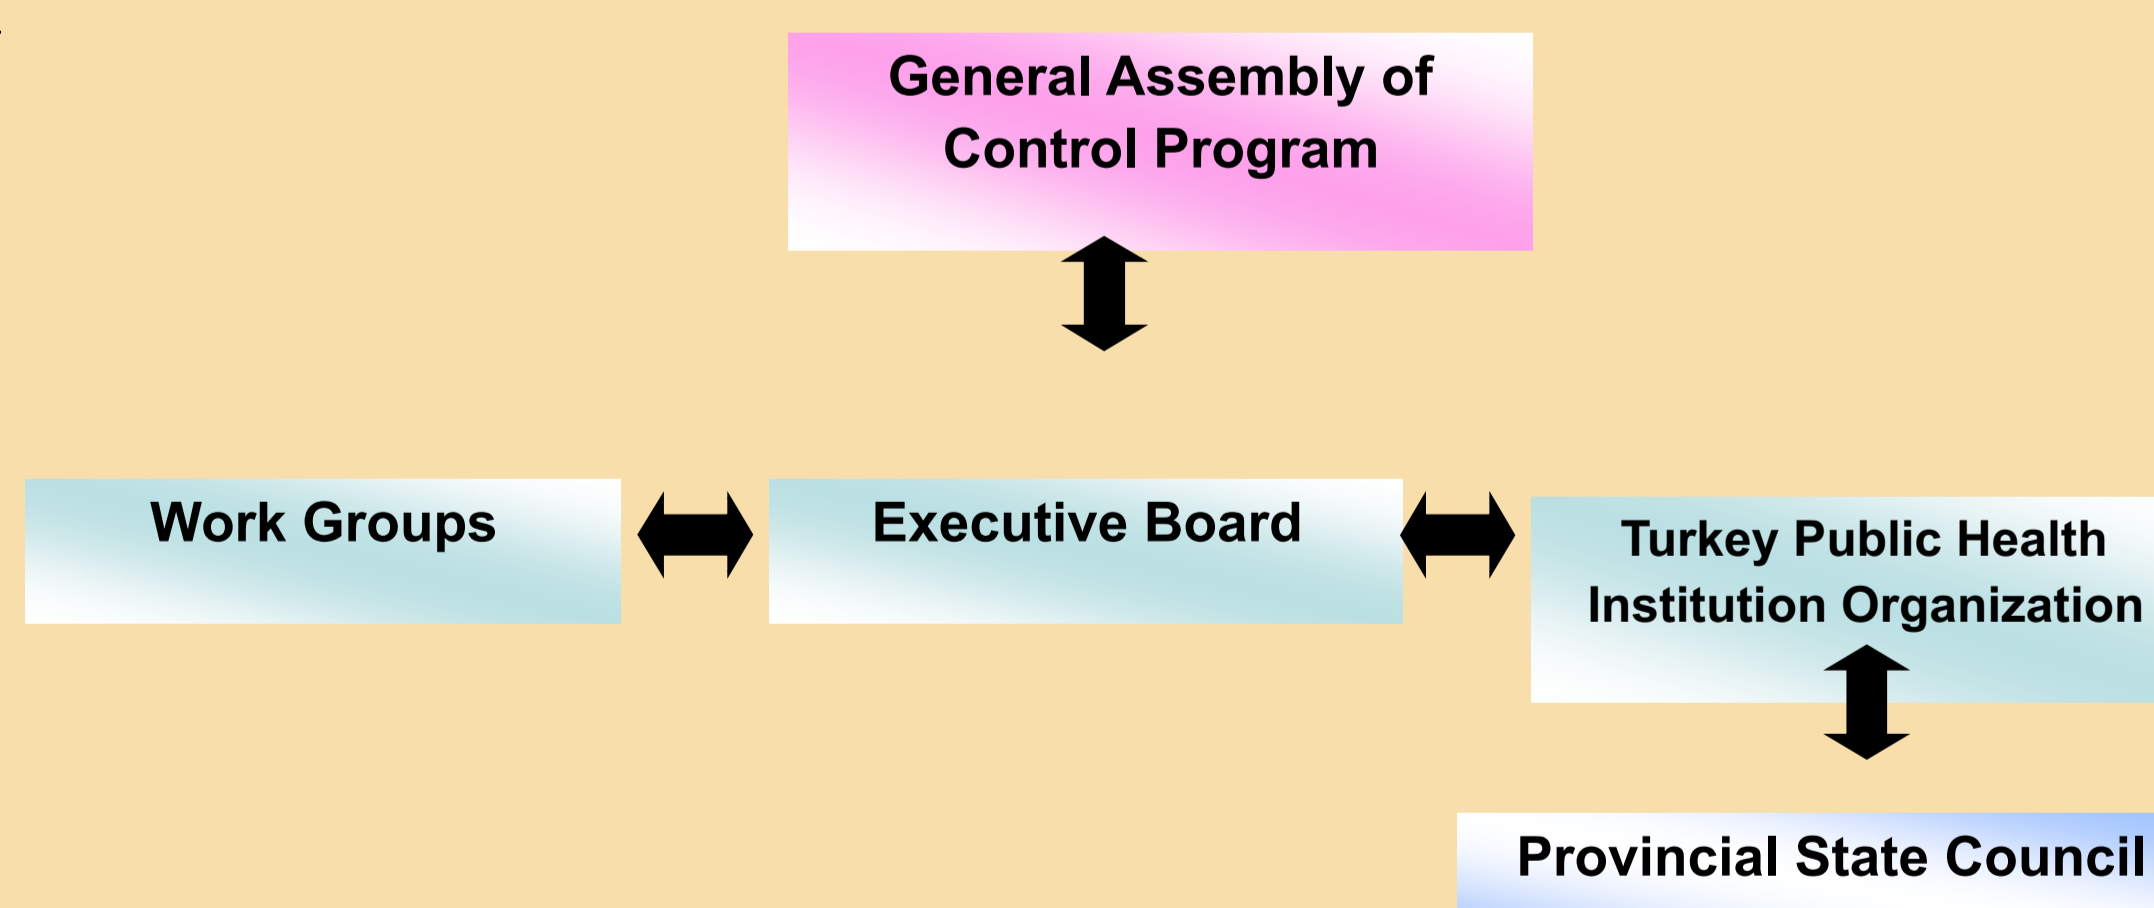 General Assembly of
Control Program
Work Groups
Executive Board
Turkey Public Health
Institution Organization
Provincial State Council